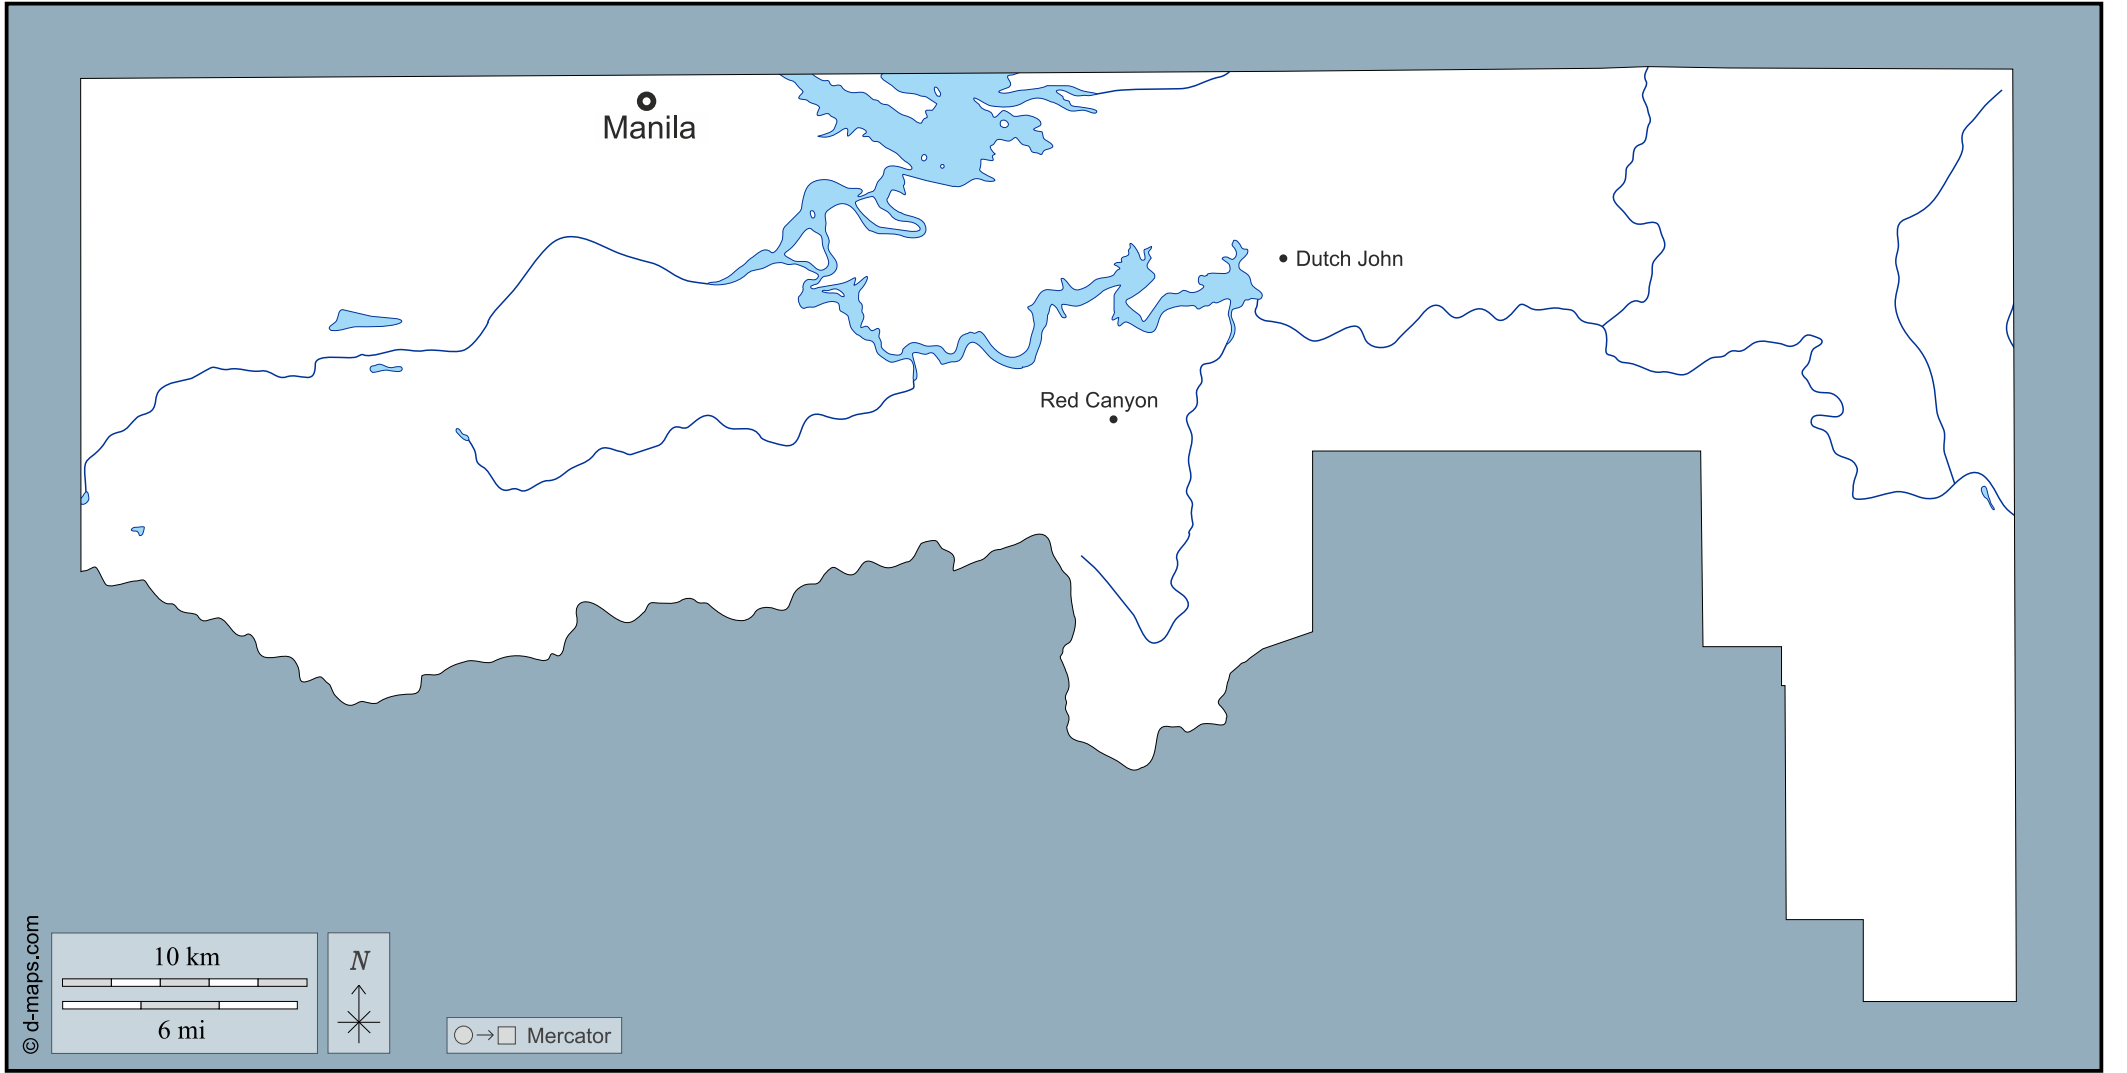 Manila
Dutch John
Red Canyon
© d-maps.com
10 km
6 mi
N
Mercator